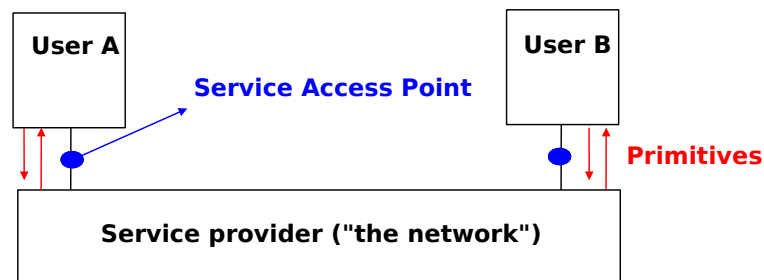 User A
User B
Service Access Point
Primitives
Service provider ("the network")